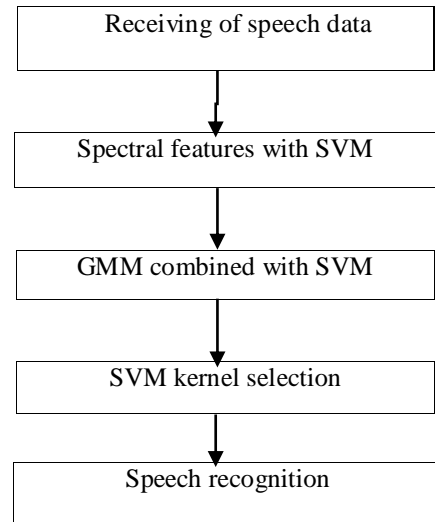 Receiving of speech data
Spectral features with SVM
GMM combined with SVM
SVM kernel selection
Speech recognition